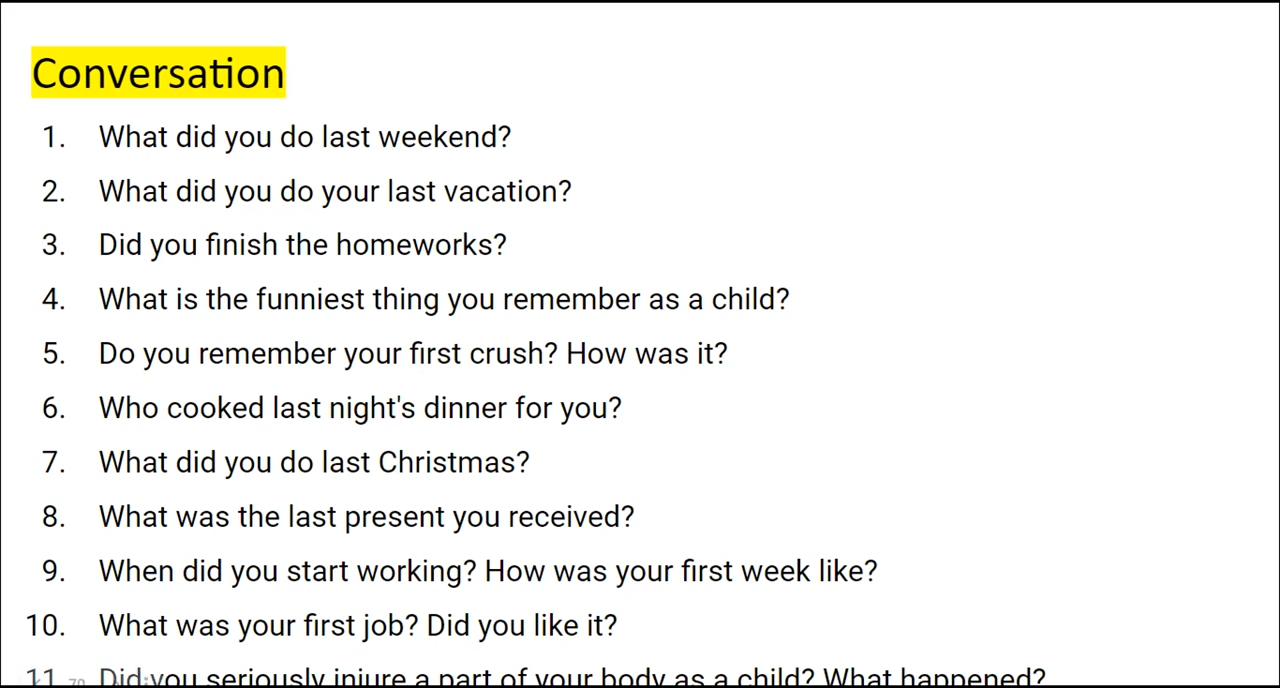 Conversation
1. What did you do last weekend?
2. What did you do your last vacation?
3. Did you finish the homeworks?
4. What is the funniest thing you remember as a child?
5. Do you remember your first crush? How was it?
6. Who cooked last night's dinner for you?
7. What did you do last Christmas?
8. What was the last present you received?
9. When did you start working? How was your first week like?
10. What was your first job? Did you like it?
11. Did you seriously injure a part of your body as a child? What happened?